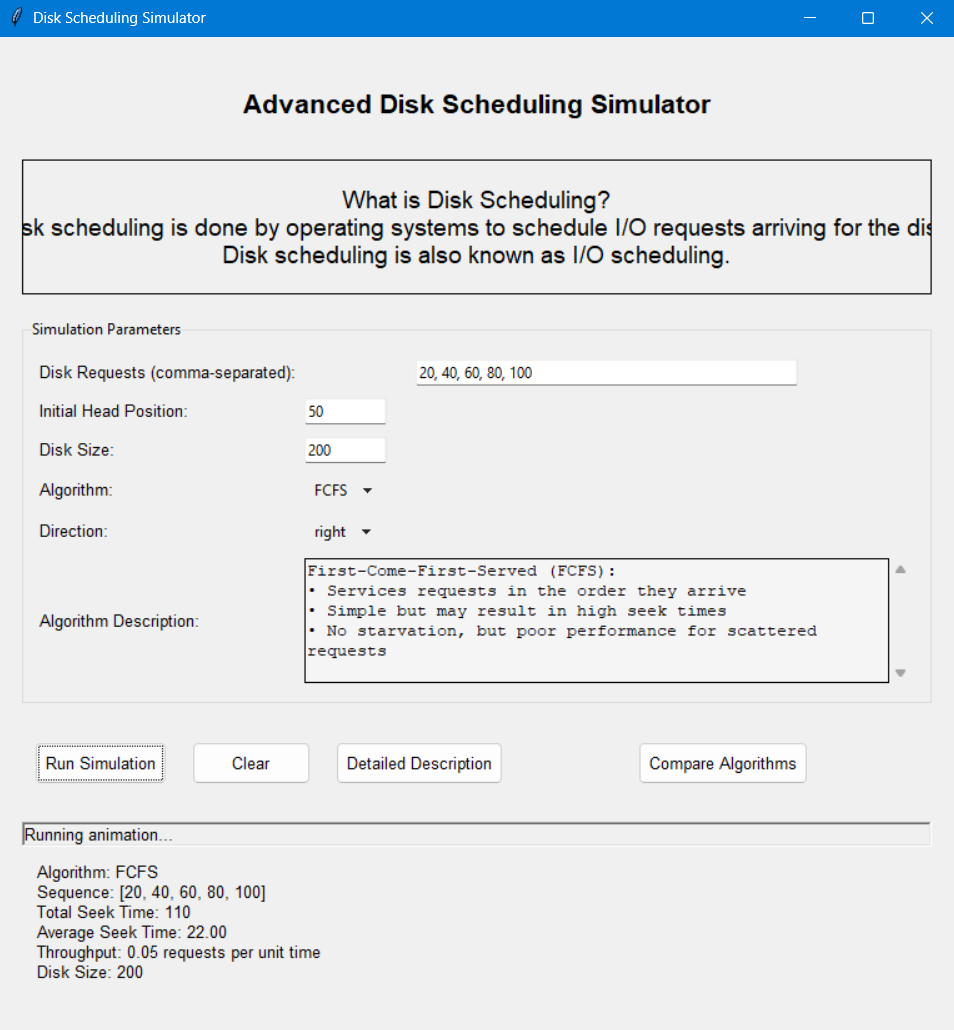 Disk Scheduling Simulator
Advanced Disk Scheduling Simulator
What is Disk Scheduling?
sk scheduling is done by operating systems to schedule I/O requests arriving for the dis
Disk scheduling is also known as I/O scheduling.
Simulation Parameters
Disk Requests (comma-separated): 20, 40, 60, 80, 100
Initial Head Position: 50
Disk Size: 200
Algorithm: FCFS
Direction: right
Algorithm Description:
First-Come-First-Served (FCFS):
• Services requests in the order they arrive
• Simple but may result in high seek times
• No starvation, but poor performance for scattered
requests
Run Simulation Clear Detailed Description Compare Algorithms
Running animation...
Algorithm: FCFS
Sequence: [20, 40, 60, 80, 100]
Total Seek Time: 110
Average Seek Time: 22.00
Throughput: 0.05 requests per unit time
Disk Size: 200